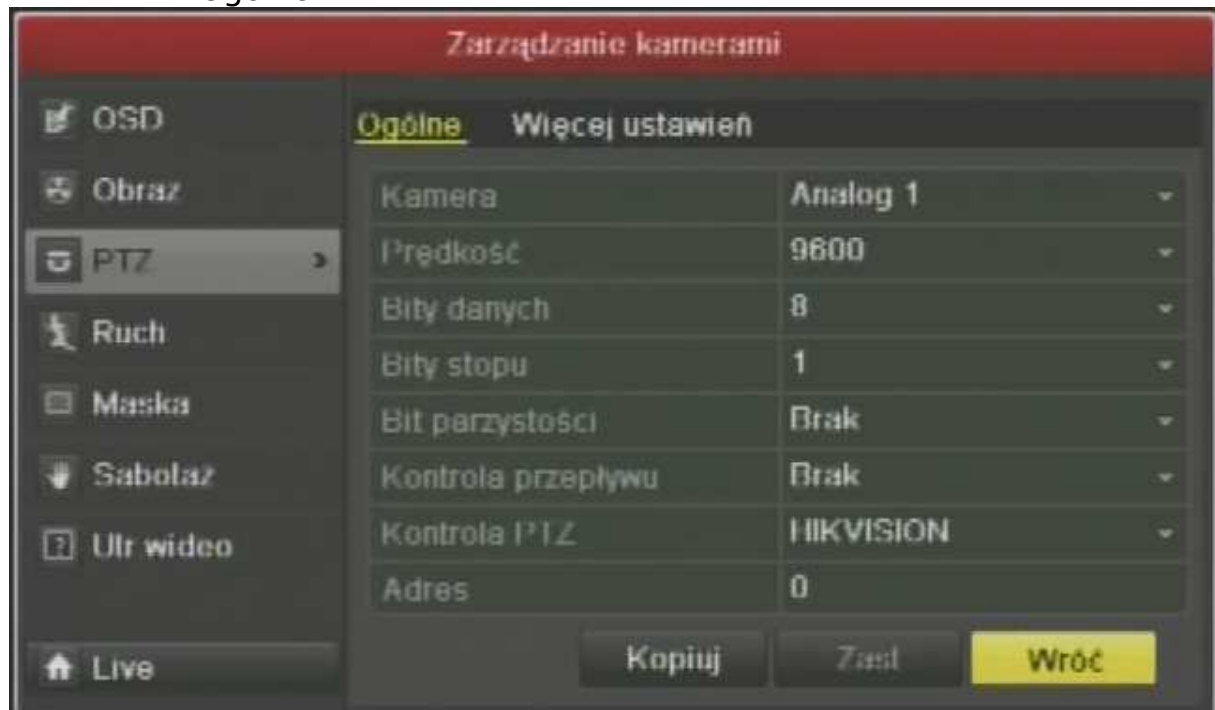 Zarządzanie kamerami
OSD
Obraz
PTZ
Ruch
Maska
Sabotaż
Utr wideo
Live
Ogólne Więcej ustawień
Kamera Analog 1
Prędkość 9600
Bity danych 8
Bity stopu 1
Bit parzystości Brak
Kontrola przepływu Brak
Kontrola PTZ HIKVISION
Adres 0
Kopiuj Zast Wróć